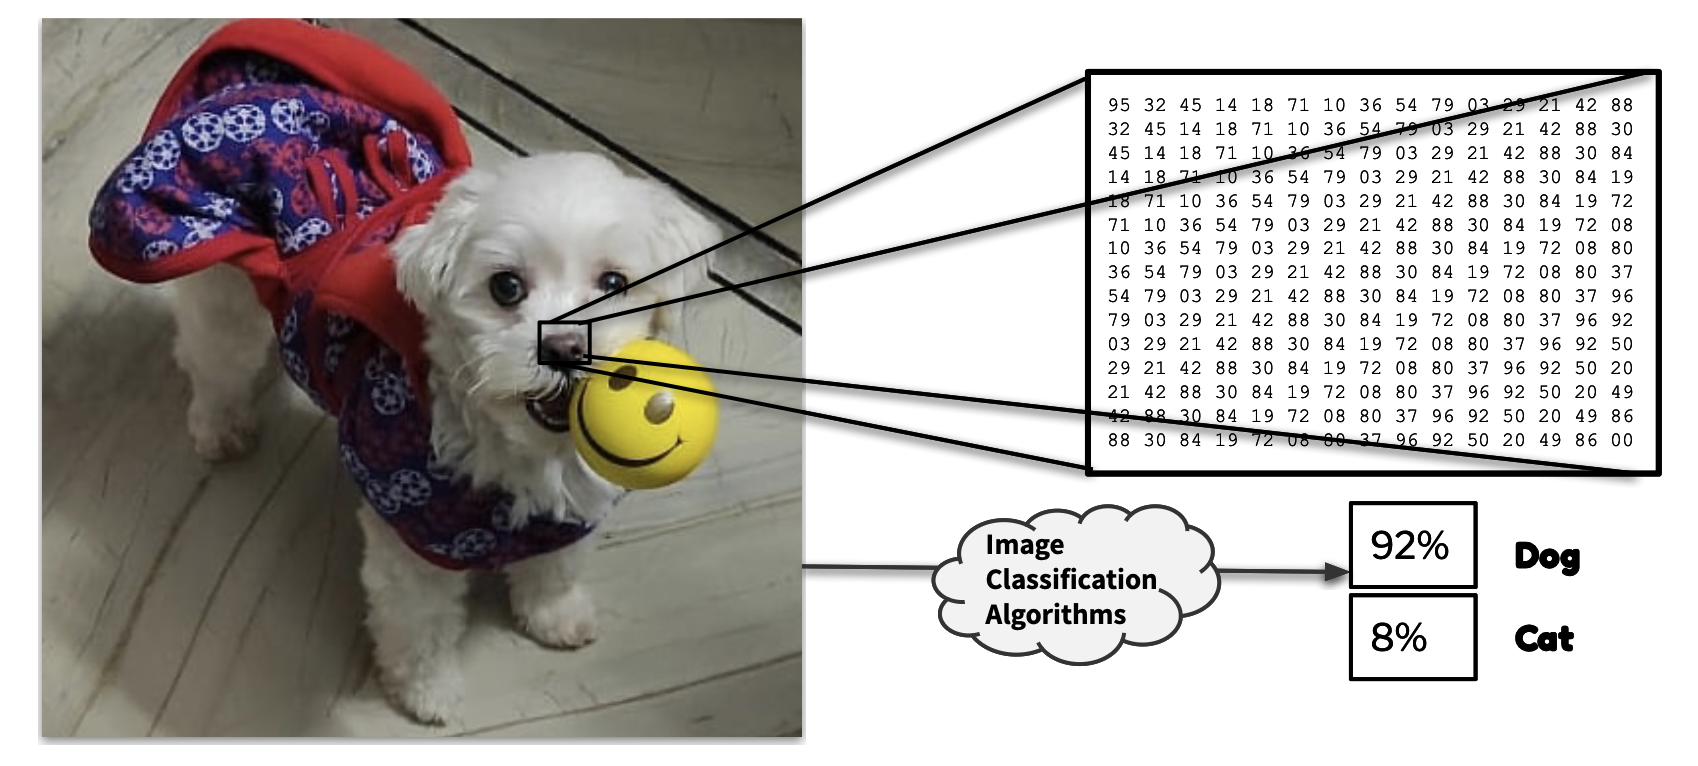 95 32 45 14 18 71 10 36 54 79 03 29 21 42 88
32 45 14 18 71 10 36 54 79 03 29 21 42 88 30
45 14 18 71 10 36 54 79 03 29 21 42 88 30 84
14 18 71 10 36 54 79 03 29 21 42 88 30 84 19
18 71 10 36 54 79 03 29 21 42 88 30 84 19 72
71 10 36 54 79 03 29 21 42 88 30 84 19 72 08
10 36 54 79 03 29 21 42 88 30 84 19 72 08 80
36 54 79 03 29 21 42 88 30 84 19 72 08 80 37
54 79 03 29 21 42 88 30 84 19 72 08 80 37 96
79 03 29 21 42 88 30 84 19 72 08 80 37 96 92
03 29 21 42 88 30 84 19 72 08 80 37 96 92 50
29 21 42 88 30 84 19 72 08 80 37 96 92 50 20
21 42 88 30 84 19 72 08 80 37 96 92 50 20 49
42 88 30 84 19 72 08 80 37 96 92 50 20 49 86
88 30 84 19 72 08 80 37 96 92 50 20 49 86 00
Image
Classification
Algorithms
92% Dog
8% Cat